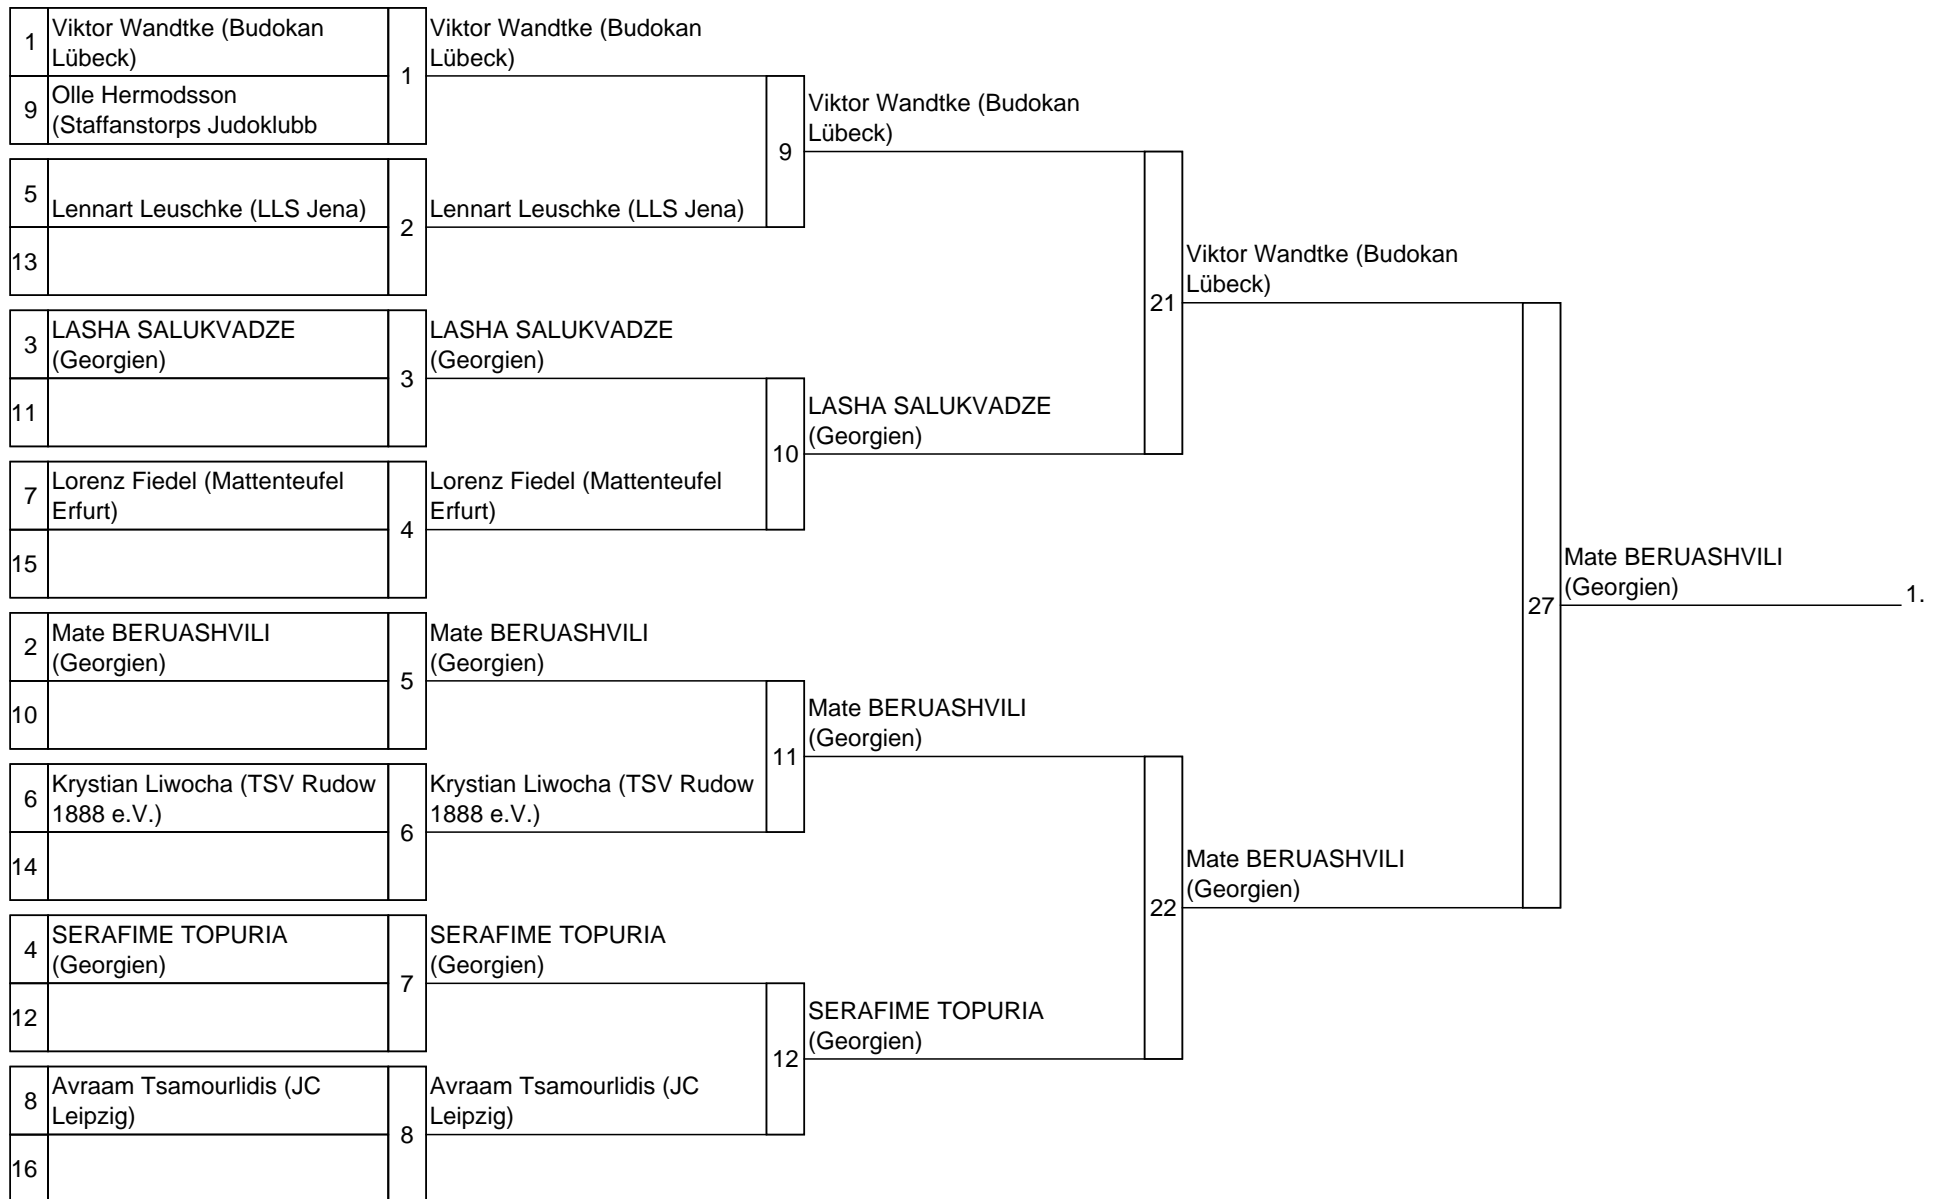 1
Viktor Wandtke (Budokan
Lübeck)
9
Olle Hermodsson
(Staffanstorps Judoklubb
1
5
Lennart Leuschke (LLS Jena)
13
2
3
LASHA SALUKVADZE
(Georgien)
11
3
7
Lorenz Fiedel (Mattenteufel
Erfurt)
15
4
2
Mate BERUASHVILI
(Georgien)
10
5
6
Krystian Liwocha (TSV Rudow
1888 e.V.)
14
6
4
SERAFIME TOPURIA
(Georgien)
12
7
8
Avraam Tsamourlidis (JC
Leipzig)
16
8
Viktor Wandtke (Budokan
Lübeck)
Lennart Leuschke (LLS Jena)
9
LASHA SALUKVADZE
(Georgien)
Lorenz Fiedel (Mattenteufel
Erfurt)
10
Mate BERUASHVILI
(Georgien)
Krystian Liwocha (TSV Rudow
1888 e.V.)
11
SERAFIME TOPURIA
(Georgien)
Avraam Tsamourlidis (JC
Leipzig)
12
Viktor Wandtke (Budokan
Lübeck)
LASHA SALUKVADZE
(Georgien)
21
Mate BERUASHVILI
(Georgien)
SERAFIME TOPURIA
(Georgien)
22
Viktor Wandtke (Budokan
Lübeck)
Mate BERUASHVILI
(Georgien)
27
Mate BERUASHVILI
(Georgien)
1.